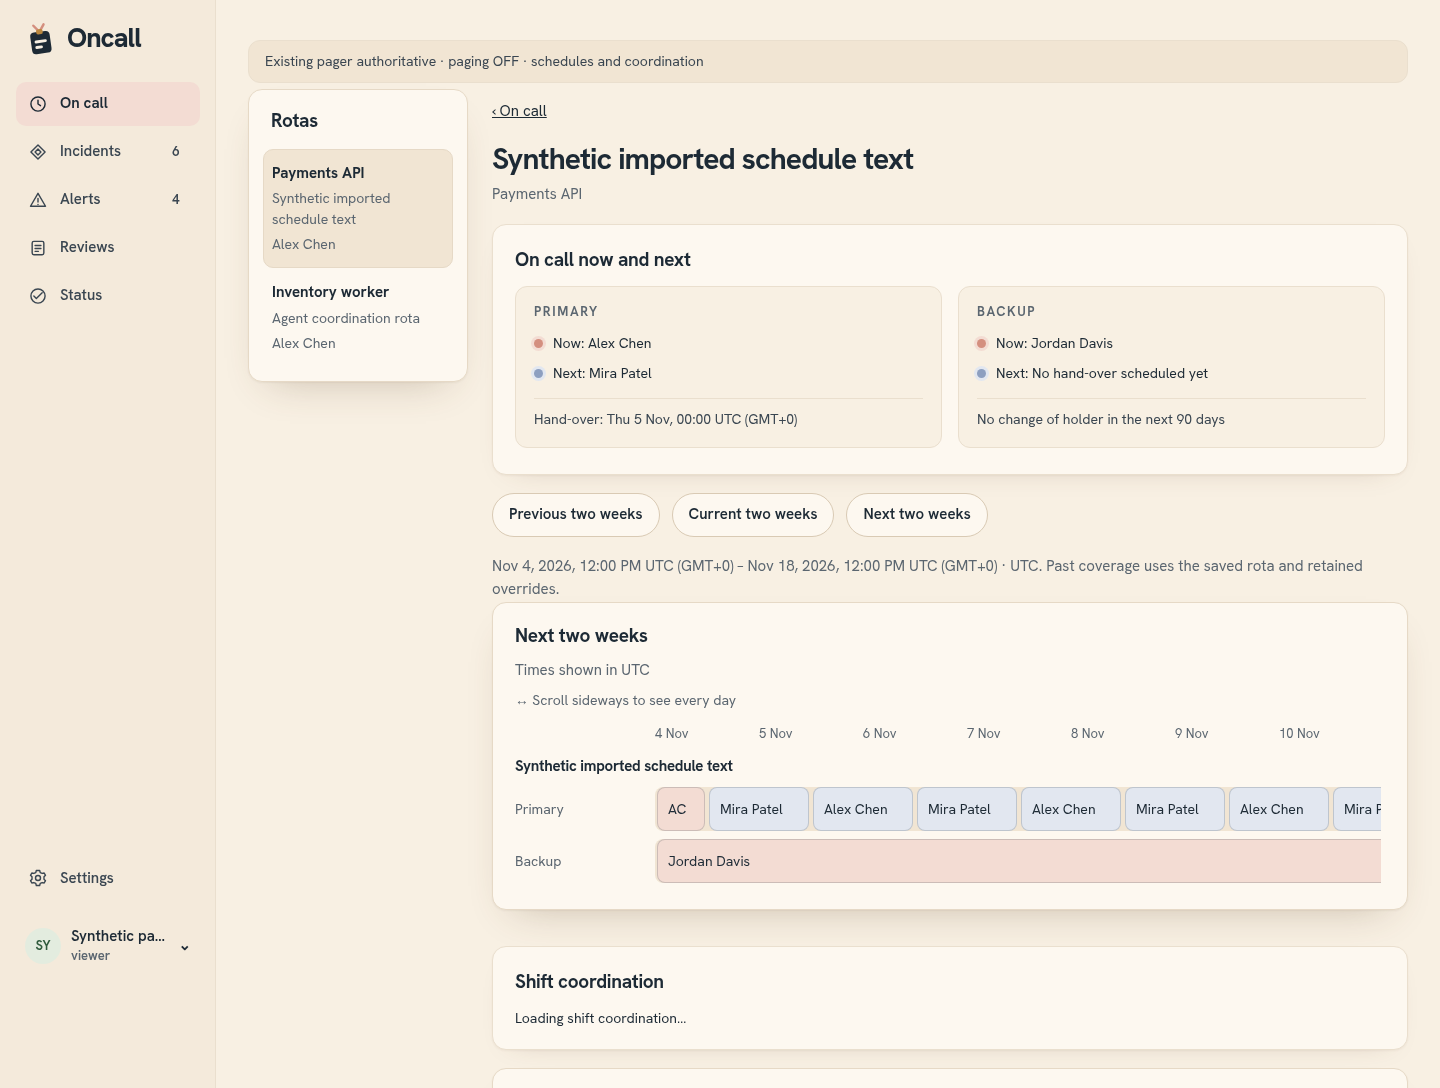 Oncall
On call
Incidents 6
Alerts 4
Reviews
Status
Settings
SY
Synthetic pa...
viewer
Existing pager authoritative · paging OFF · schedules and coordination
Rotas
Payments API
Synthetic imported
schedule text
Alex Chen
Inventory worker
Agent coordination rota
Alex Chen
‹ On call
Synthetic imported schedule text
Payments API
On call now and next
PRIMARY
Now: Alex Chen
Next: Mira Patel
Hand-over: Thu 5 Nov, 00:00 UTC (GMT+0)
BACKUP
Now: Jordan Davis
Next: No hand-over scheduled yet
No change of holder in the next 90 days
Previous two weeks
Current two weeks
Next two weeks
Nov 4, 2026, 12:00 PM UTC (GMT+0) – Nov 18, 2026, 12:00 PM UTC (GMT+0) · UTC. Past coverage uses the saved rota and retained
overrides.
Next two weeks
Times shown in UTC
↔ Scroll sideways to see every day
4 Nov 5 Nov 6 Nov 7 Nov 8 Nov 9 Nov 10 Nov
Synthetic imported schedule text
Primary AC Mira Patel Alex Chen Mira Patel Alex Chen Mira Patel Alex Chen Mira P
Backup Jordan Davis
Shift coordination
Loading shift coordination...